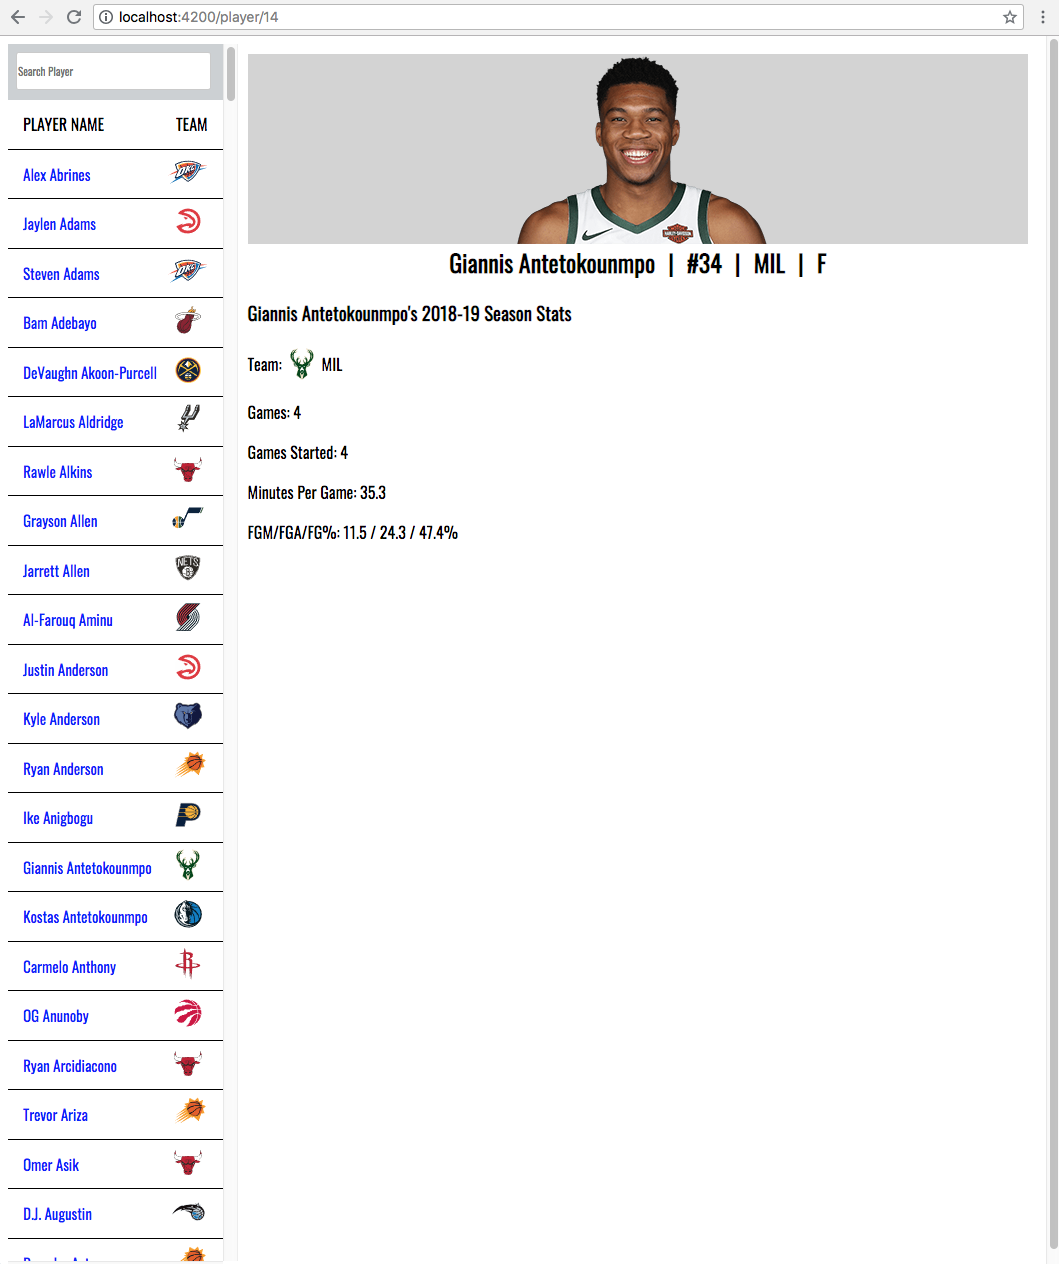 localhost:4200/player/14
Search Player
PLAYER NAME TEAM
Alex Abrines OKC
Jaylen Adams
Steven Adams OKC
Bam Adebayo
DeVaughn Akoon-Purcell
LaMarcus Aldridge
Rawle Alkins
Grayson Allen
Jarrett Allen NETS B
Al-Farouq Aminu
Justin Anderson
Kyle Anderson
Ryan Anderson
Ike Anigbogu
Giannis Antetokounmpo
Kostas Antetokounmpo
Carmelo Anthony R
OG Anunoby
Ryan Arcidiacono
Trevor Ariza
Omer Asik
D.J. Augustin
HARLEY-DAVIDSON
Giannis Antetokounmpo | #34 | MIL | F
Giannis Antetokounmpo's 2018-19 Season Stats
Team: MIL
Games: 4
Games Started: 4
Minutes Per Game: 35.3
FGM/FGA/FG%: 11.5 / 24.3 / 47.4%